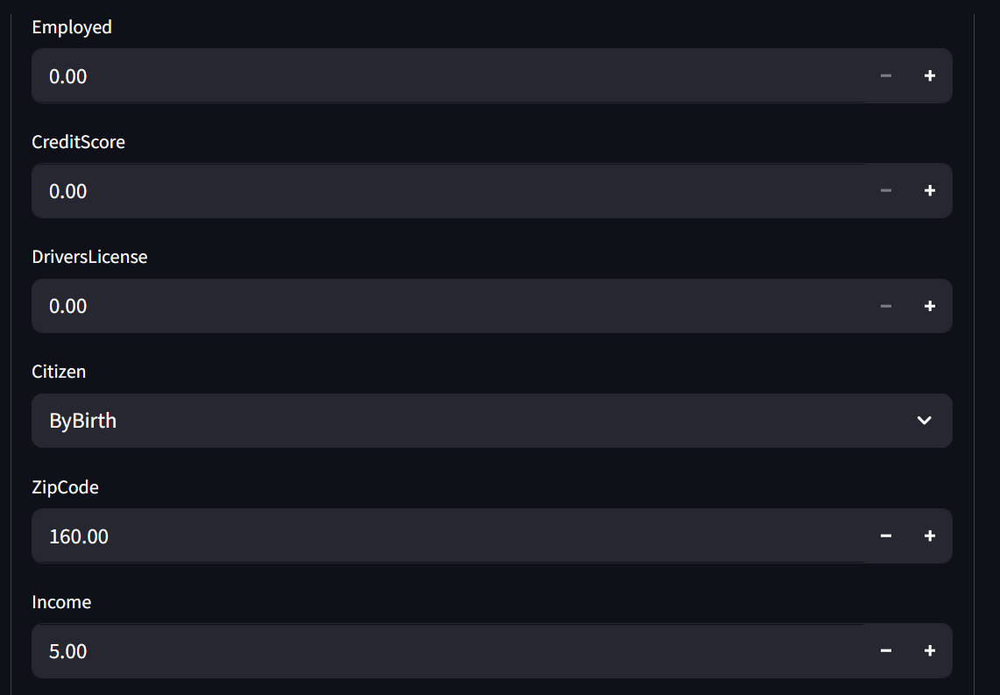 Employed
0.00
CreditScore
0.00
DriversLicense
0.00
Citizen
ByBirth
ZipCode
160.00
Income
5.00